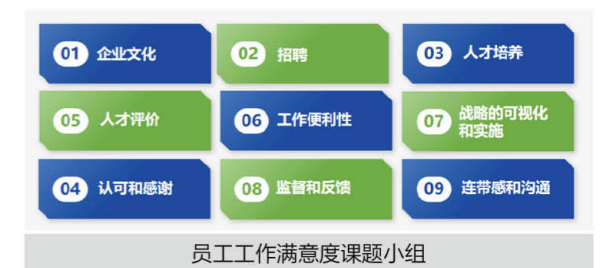 01 企业文化
02 招聘
03 人才培养
05 人才评价
06 工作便利性
07 战略的可视化
和实施
04 认可和感谢
08 监督和反馈
09 连带感和沟通
员工工作满意度课题小组